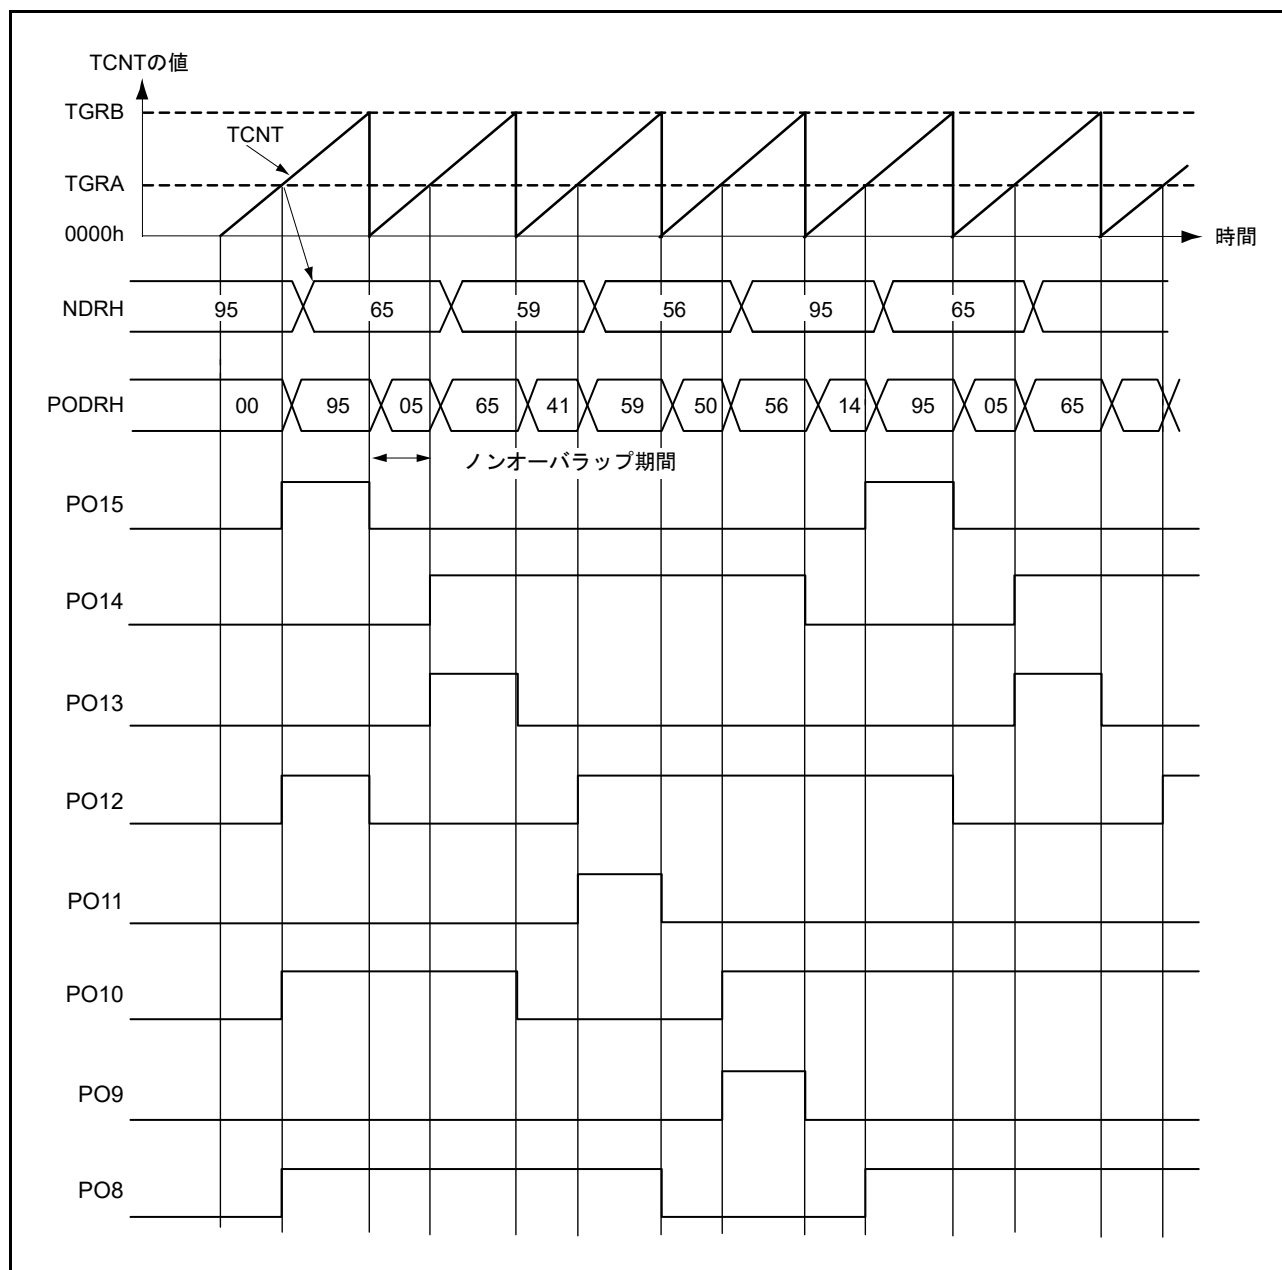 TCNTの値
TGRB
TCNT
TGRA
0000h
時間
NDRH 95 65 59 56 95 65
PODRH 00 95 05 65 41 59 50 56 14 95 05 65
ノンオーバラップ期間
PO15
PO14
PO13
PO12
PO11
PO10
PO9
PO8